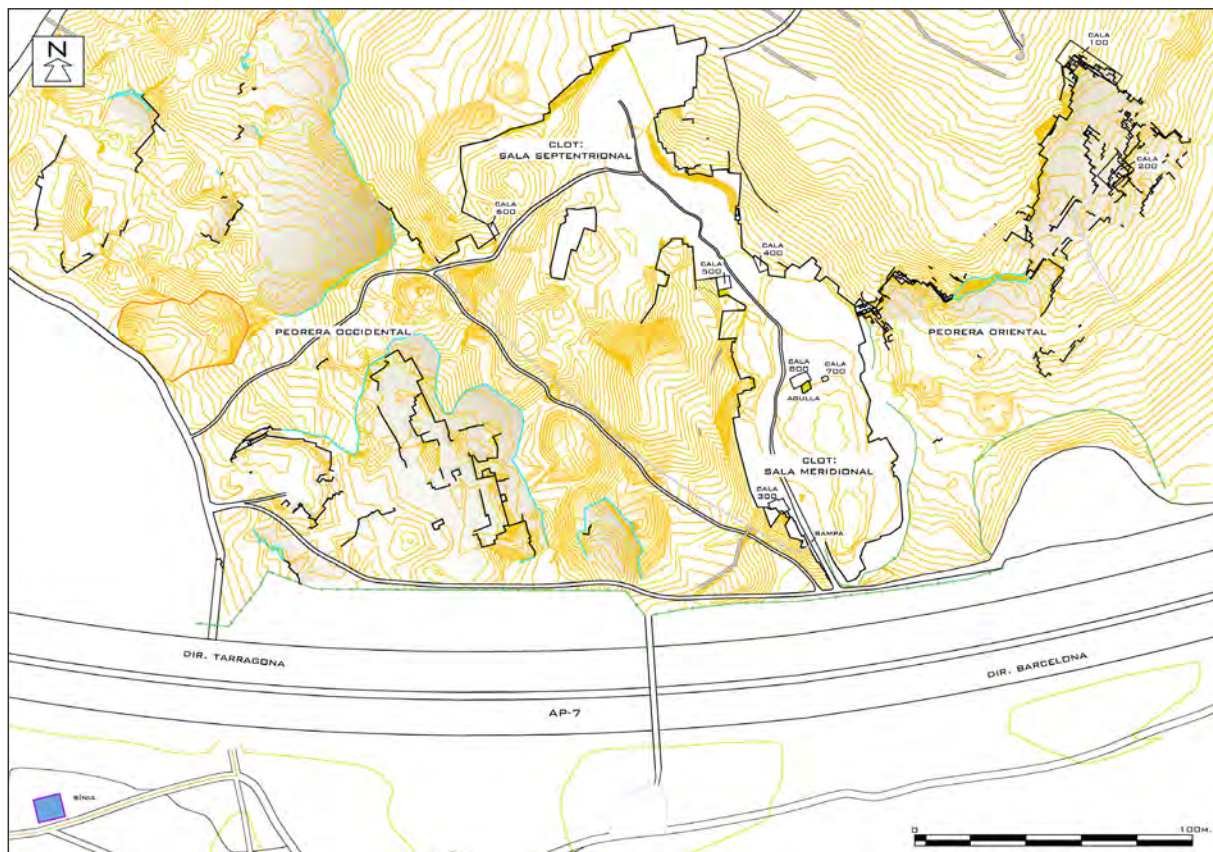 N
CALA
100
CLOT:
SALA SEPTENTRIONAL
CALA
200
CALA
600
CALA
400
CALA
500
PEDRERA OCCIDENTAL
PEDRERA ORIENTAL
CALA
800
CALA
700
AGULLA
CLOT:
SALA MERIDIONAL
CALA
300
RAMPA
DIR. TARRAGONA
DIR. BARCELONA
AP-7
SÍNIA
0
100M.